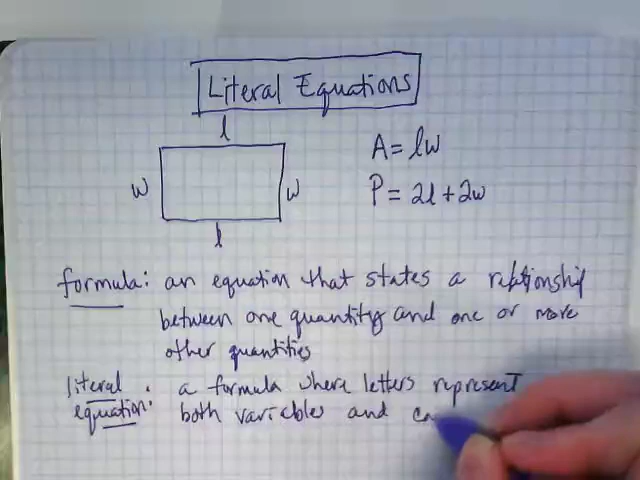 Literal Equations
l
w
w
l
A = lw
P = 2l + 2w
formula: an equation that states a relationship
between one quantity and one or more
other quantities
literal equation: a formula where letters represent
both variables and